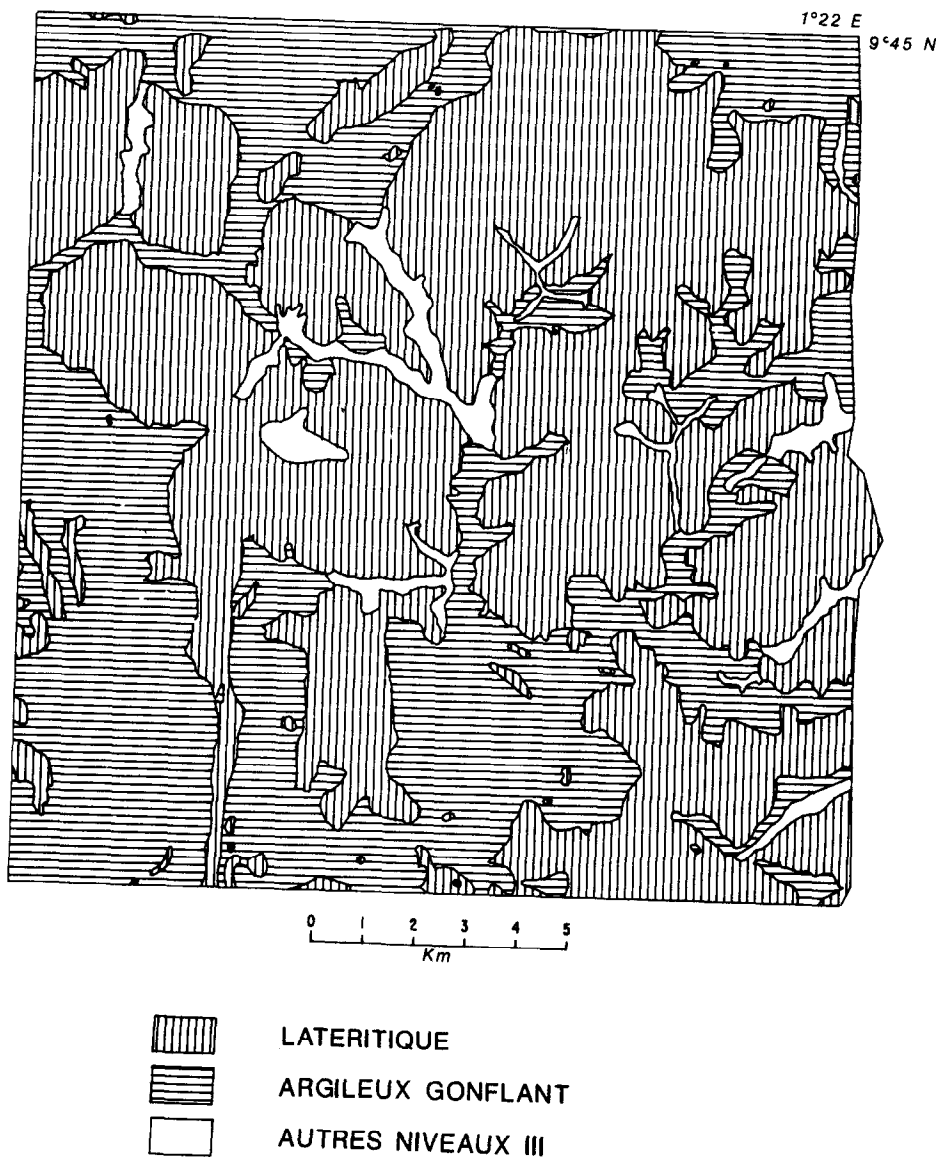 1°22 E
9°45 N
0 1 2 3 4 5
Km
LATERITIQUE
ARGILEUX GONFLANT
AUTRES NIVEAUX III